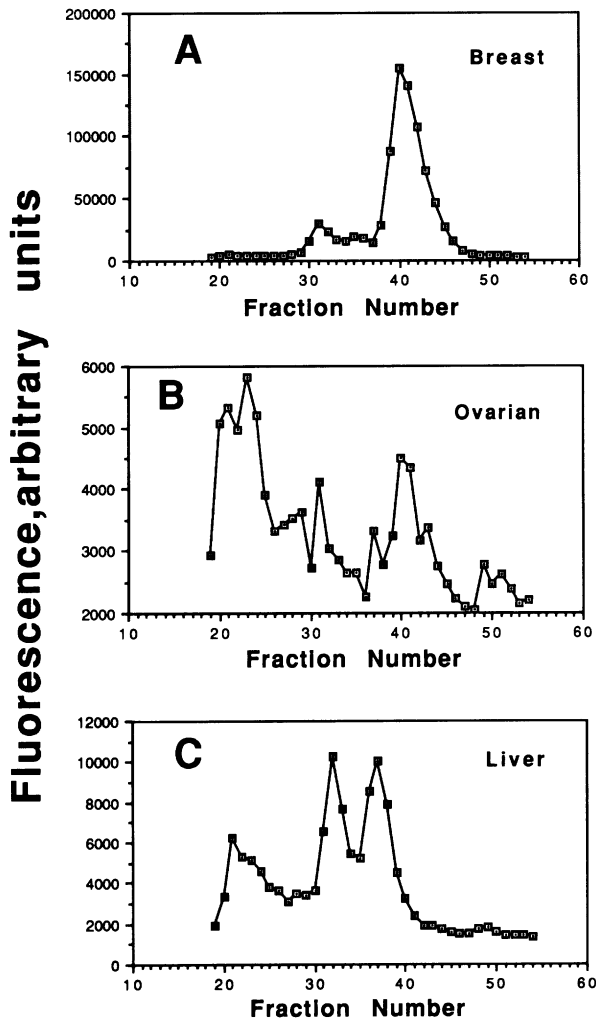 Fluorescence,arbitrary units
200000
A
Breast
150000
100000
50000
0
10 20 30 40 50 60
Fraction Number
6000
B
Ovarian
5000
4000
3000
2000
10 20 30 40 50 60
Fraction Number
12000
C
Liver
10000
8000
6000
4000
2000
0
10 20 30 40 50 60
Fraction Number